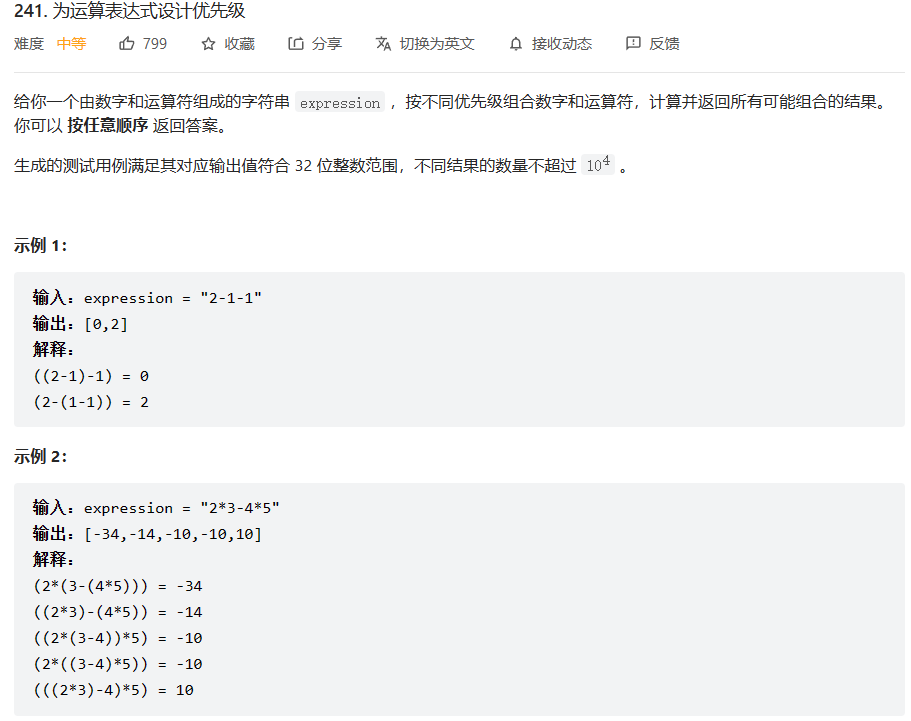 241. 为运算表达式设计优先级
难度 中等 799 收藏 分享 切换为英文 接收动态 反馈
给你一个由数字和运算符组成的字符串 expression ，按不同优先级组合数字和运算符，计算并返回所有可能组合的结果。
你可以 按任意顺序 返回答案。
生成的测试用例满足其对应输出值符合 32 位整数范围，不同结果的数量不超过 10⁴ 。
示例 1：
输入：expression = "2-1-1"
输出：[0,2]
解释：
((2-1)-1) = 0
(2-(1-1)) = 2
示例 2：
输入：expression = "2*3-4*5"
输出：[-34,-14,-10,-10,10]
解释：
(2*(3-(4*5))) = -34
((2*3)-(4*5)) = -14
((2*(3-4))*5) = -10
(2*((3-4)*5)) = -10
(((2*3)-4)*5) = 10